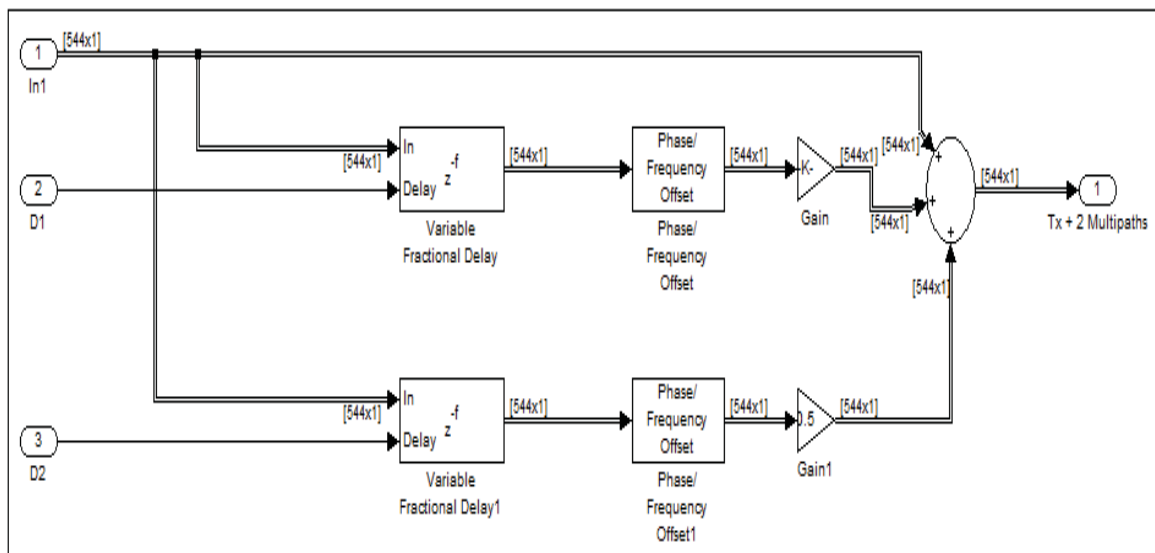 [544x1]
1
In1
[544x1]
In
-f
z
Delay
[544x1]
Variable
Fractional Delay
Phase/
Frequency
Offset
Phase/
Frequency
Offset
[544x1]
-K-
Gain
[544x1]
[544x1]
[544x1]
+
+
+
[544x1]
1
Tx + 2 Multipaths
2
D1
[544x1]
[544x1]
In
-f
z
Delay
[544x1]
Variable
Fractional Delay1
Phase/
Frequency
Offset
Phase/
Frequency
Offset1
[544x1]
0.5
Gain1
[544x1]
3
D2